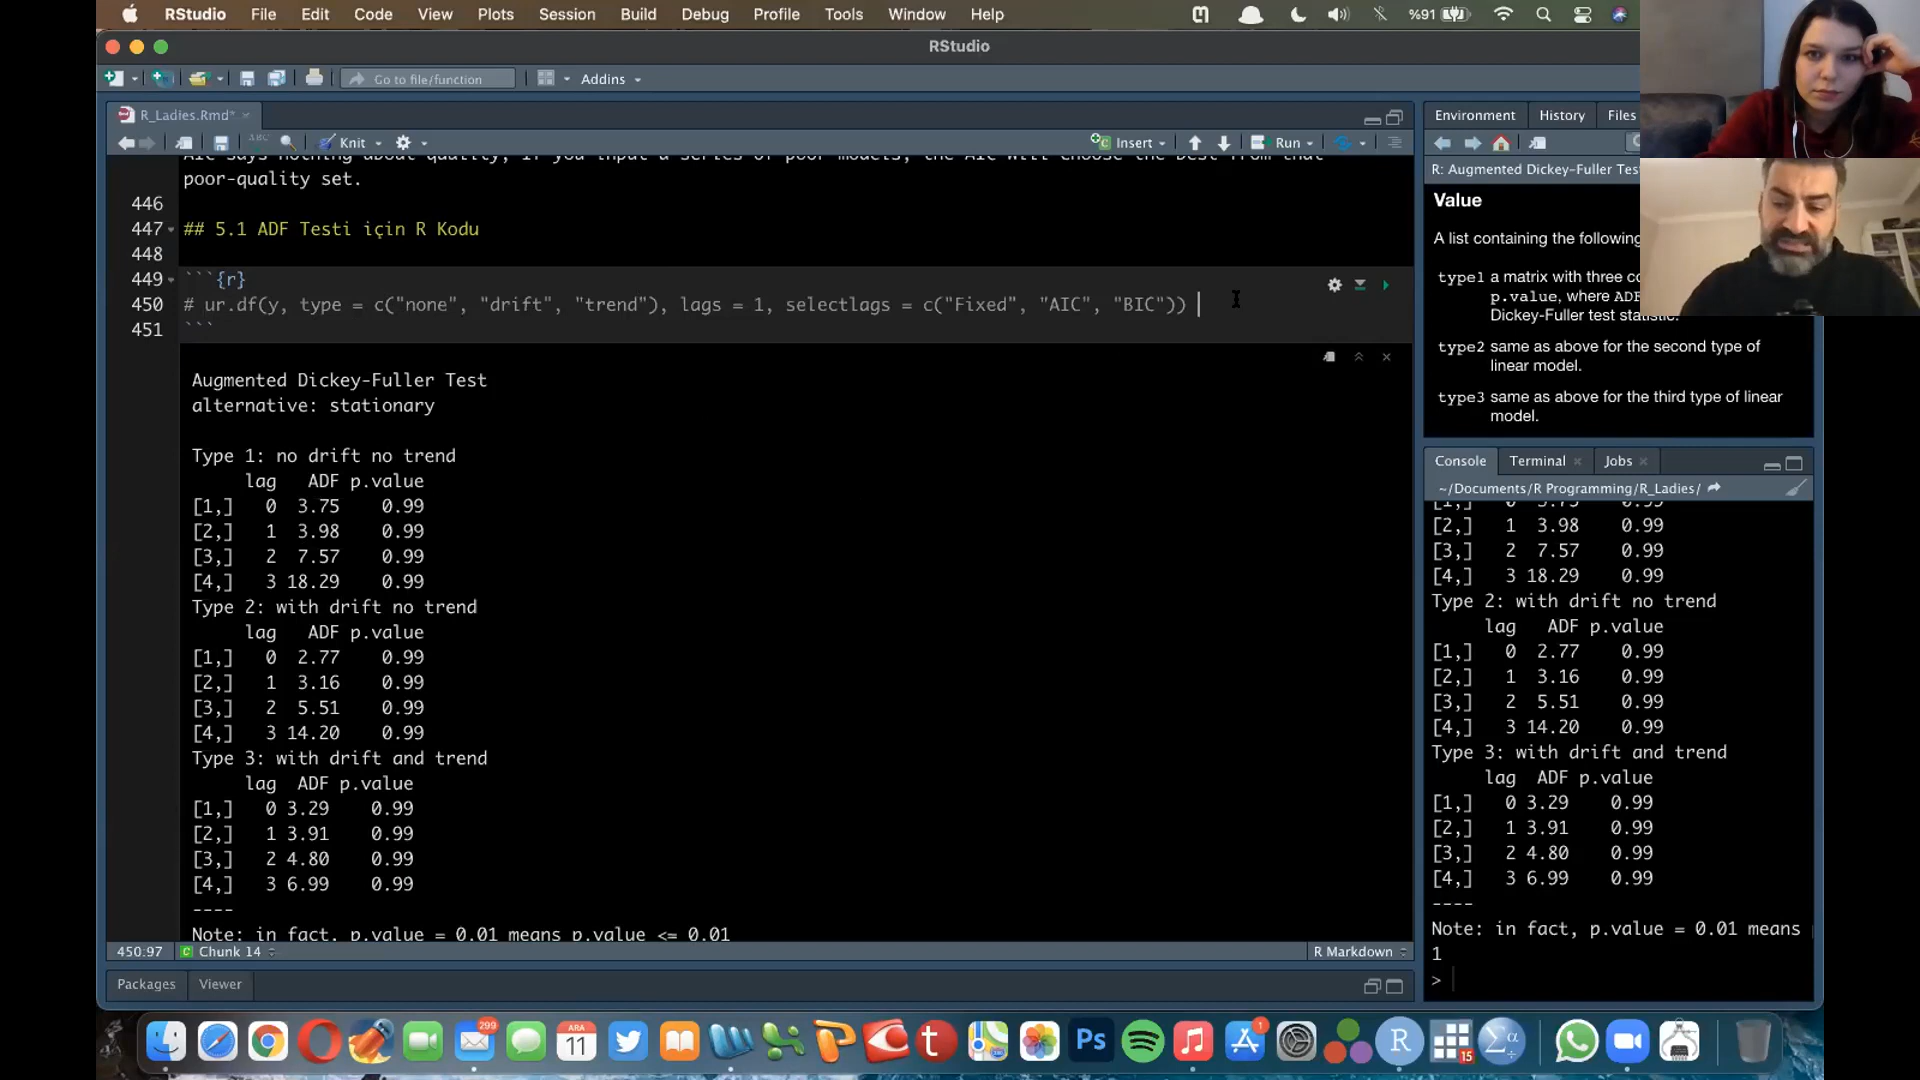 RStudio File Edit Code View Plots Session Build Debug Profile Tools Window Help %91
RStudio
Go to file/function Addins
R_Ladies.Rmd*
Knit Insert Run
poor-quality set.
446
447 ## 5.1 ADF Testi için R Kodu
448
449 ```{r}
450 # ur.df(y, type = c("none", "drift", "trend"), lags = 1, selectlags = c("Fixed", "AIC", "BIC"))
451 ```
Augmented Dickey-Fuller Test
alternative: stationary
Type 1: no drift no trend
lag ADF p.value
[1,] 0 3.75 0.99
[2,] 1 3.98 0.99
[3,] 2 7.57 0.99
[4,] 3 18.29 0.99
Type 2: with drift no trend
lag ADF p.value
[1,] 0 2.77 0.99
[2,] 1 3.16 0.99
[3,] 2 5.51 0.99
[4,] 3 14.20 0.99
Type 3: with drift and trend
lag ADF p.value
[1,] 0 3.29 0.99
[2,] 1 3.91 0.99
[3,] 2 4.80 0.99
[4,] 3 6.99 0.99
----
Note: in fact, p.value = 0.01 means p.value <= 0.01
450:97 Chunk 14 R Markdown
Packages Viewer
Environment History Files
R: Augmented Dickey-Fuller Tes
Value
A list containing the following
type1 a matrix with three co
p.value, where ADF
Dickey-Fuller test statistic.
type2 same as above for the second type of
linear model.
type3 same as above for the third type of linear
model.
Console Terminal Jobs
~/Documents/R Programming/R_Ladies/
[2,] 1 3.98 0.99
[3,] 2 7.57 0.99
[4,] 3 18.29 0.99
Type 2: with drift no trend
lag ADF p.value
[1,] 0 2.77 0.99
[2,] 1 3.16 0.99
[3,] 2 5.51 0.99
[4,] 3 14.20 0.99
Type 3: with drift and trend
lag ADF p.value
[1,] 0 3.29 0.99
[2,] 1 3.91 0.99
[3,] 2 4.80 0.99
[4,] 3 6.99 0.99
----
Note: in fact, p.value = 0.01 means
1
>
299
ARA
11
Ps
1
R
15